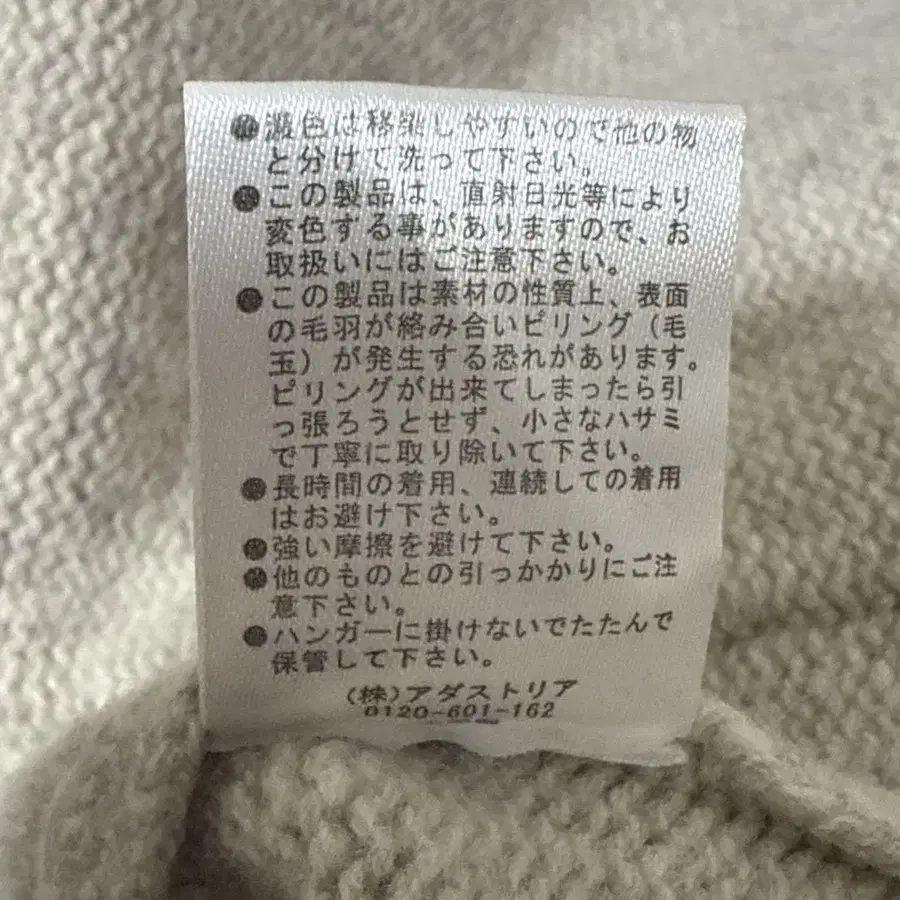 ●濃色は移染しやすいので他の物
と分けて洗って下さい。
●この製品は、直射日光等により
変色する事がありますので、お
取扱いにはご注意下さい。
●この製品は素材の性質上、表面
の毛羽が絡み合いピリング（毛
玉）が発生する恐れがあります。
ピリングが出来てしまったら引
っ張ろうとせず、小さなハサミ
で丁寧に取り除いて下さい。
●長時間の着用、連続しての着用
はお避け下さい。
●強い摩擦を避けて下さい。
●他のものとの引っかかりにご注
意下さい。
●ハンガーに掛けないでたたんで
保管して下さい。
(株)アダストリア
0120-601-162